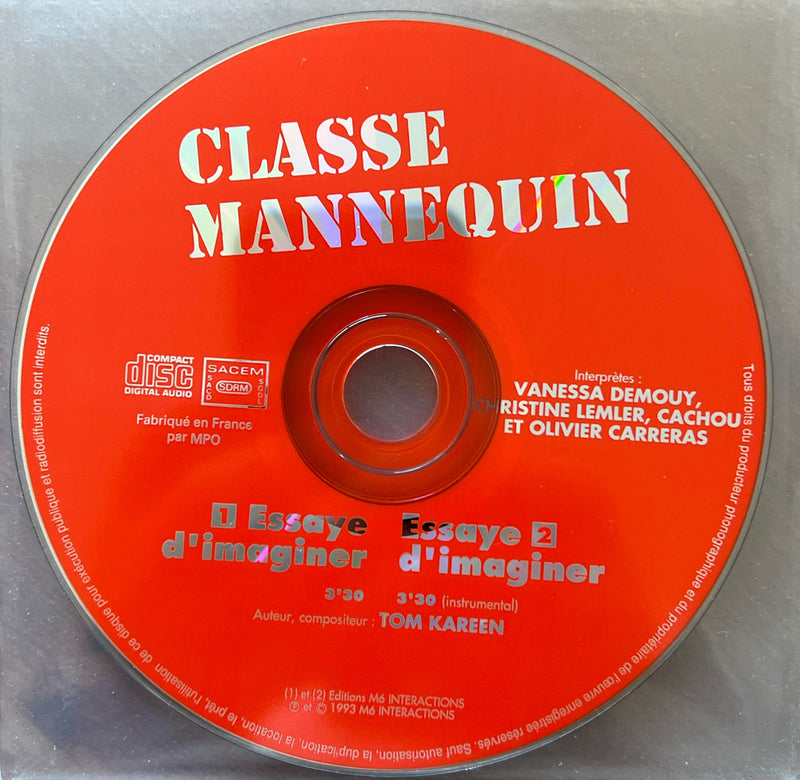 CLASSE
MANNEQUIN
COMPACT
disc
DIGITAL AUDIO
SACEM
SACD
SDRM
SGDL
Fabriqué en France
par MPO
Interprètes :
VANESSA DEMOUY,
CHRISTINE LEMLER, CACHOU
ET OLIVIER CARRERAS
1 Essaye
d'imaginer
3'30
Essaye 2
d'imaginer
3'30 (instrumental)
Auteur, compositeur : TOM KAREEN
(1) et (2) Editions M6 INTERACTIONS
℗ et © 1993 M6 INTERACTIONS
Tous droits du producteur phonographique et du propriétaire de l'œuvre enregistrée réservés. Sauf autorisation, la duplication, la location, le prêt, l'utilisation de ce disque pour exécution publique et radiodiffusion sont interdits.